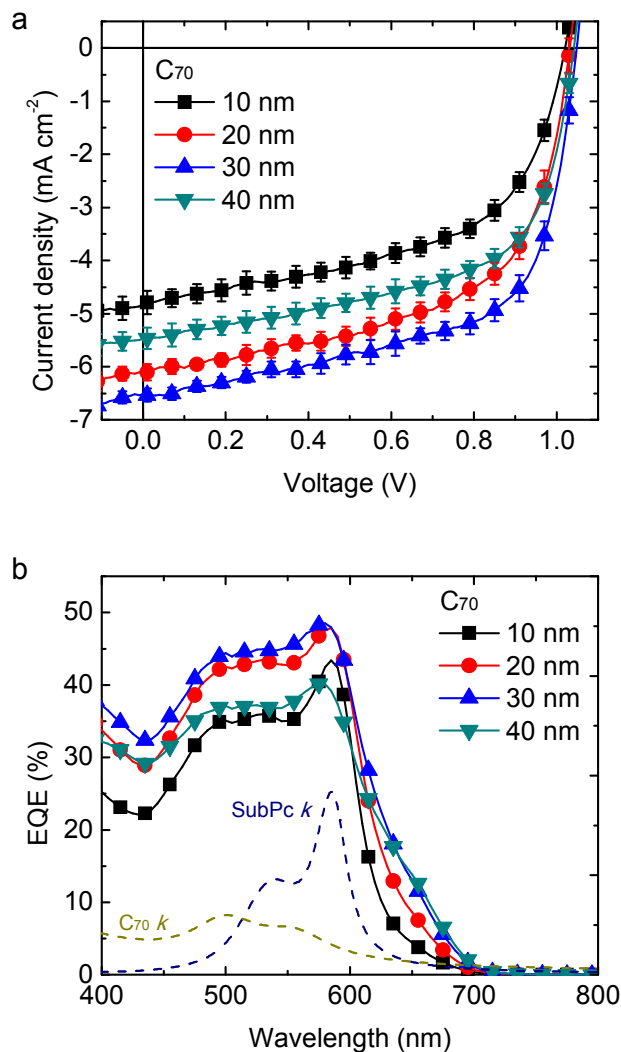 a
C70
10 nm
20 nm
30 nm
40 nm
0
-1
-2
-3
-4
-5
-6
-7
Current density (mA cm-2)
0.0 0.2 0.4 0.6 0.8 1.0
Voltage (V)
b
C70
10 nm
20 nm
30 nm
40 nm
50
40
30
20
10
0
EQE (%)
SubPc k
C70 k
400 500 600 700 800
Wavelength (nm)